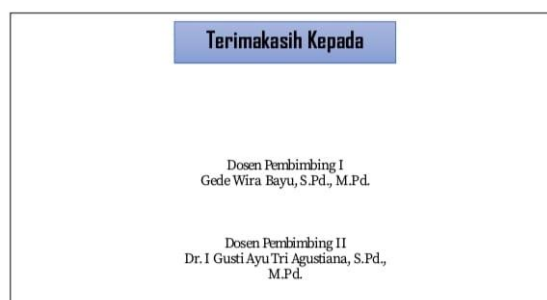 Terimakasih Kepada
Dosen Pembimbing I
Gede Wira Bayu, S.Pd., M.Pd.
Dosen Pembimbing II
Dr. I Gusti Ayu Tri Agustiana, S.Pd.,
M.Pd.